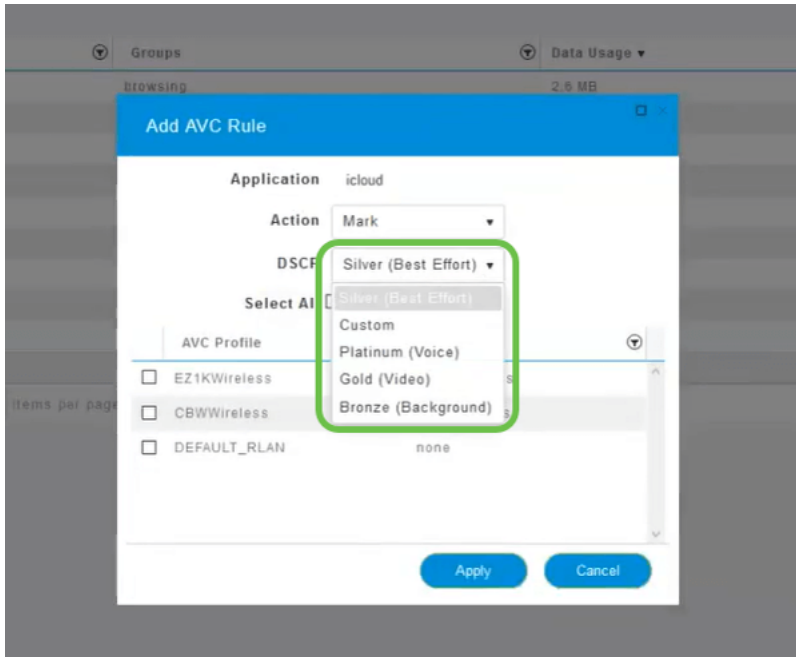 Groups Data Usage ▾
browsing 2.6 MB
Add AVC Rule
Application icloud
Action Mark
DSCP Silver (Best Effort)
Select All
Silver (Best Effort)
Custom
AVC Profile
Platinum (Voice)
EZ1KWireless Gold (Video)
items per page
CBWWireless Bronze (Background)
DEFAULT_RLAN none
Apply Cancel